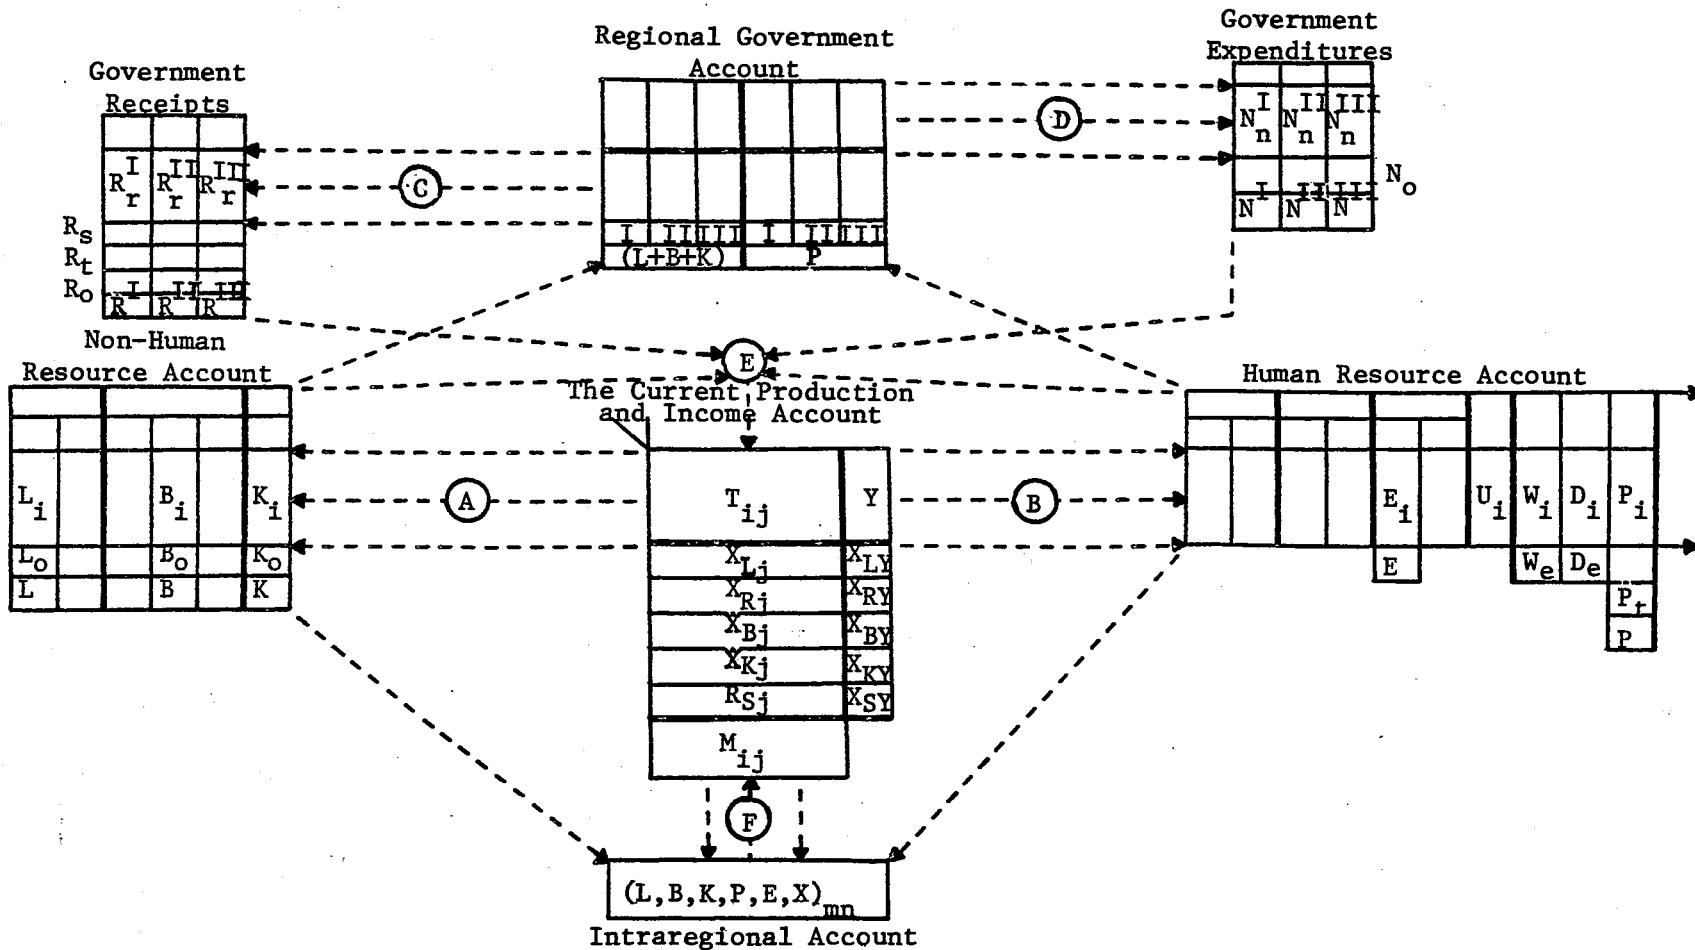 Government
Receipts
R_r^I R_r^II R_r^III
R_s
R_t
R_o
R^I R^II R^III
Regional Government
Account
I II III I II III
(L+B+K) P
Government
Expenditures
N_n^I N_n^II N_n^III
N_o
N^I N^II N^III
C
D
E
Non-Human
Resource Account
L_i B_i K_i
L_o B_o K_o
L B K
A
The Current Production
and Income Account
T_ij Y
X_Lj X_LY
X_Rj X_RY
X_Bj X_BY
X_Kj X_KY
R_Sj X_SY
M_ij
B
Human Resource Account
E_i U_i W_i D_i P_i
E W_e D_e
P_t
P
F
(L,B,K,P,E,X)_mn
Intraregional Account